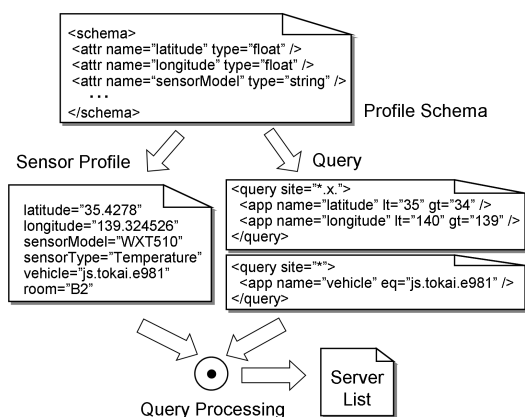 <schema>
<attr name=”latitude” type=”float” />
<attr name=”longitude” type=”float” />
<attr name=“sensorModel” type=”string” />
...
</schema>
Profile Schema
Sensor Profile
Query
latitude=”35.4278”
longitude=”139.324526”
sensorModel=”WXT510”
sensorType=”Temperature”
vehicle=”js.tokai.e981”
room=”B2”
<query site=”*.x.”>
<app name=”latitude” lt=”35” gt=”34” />
<app name=”longitude” lt=”140” gt=”139” />
</query>
<query site=”*”>
<app name=”vehicle” eq=”js.tokai.e981” />
</query>
Query Processing
Server
List